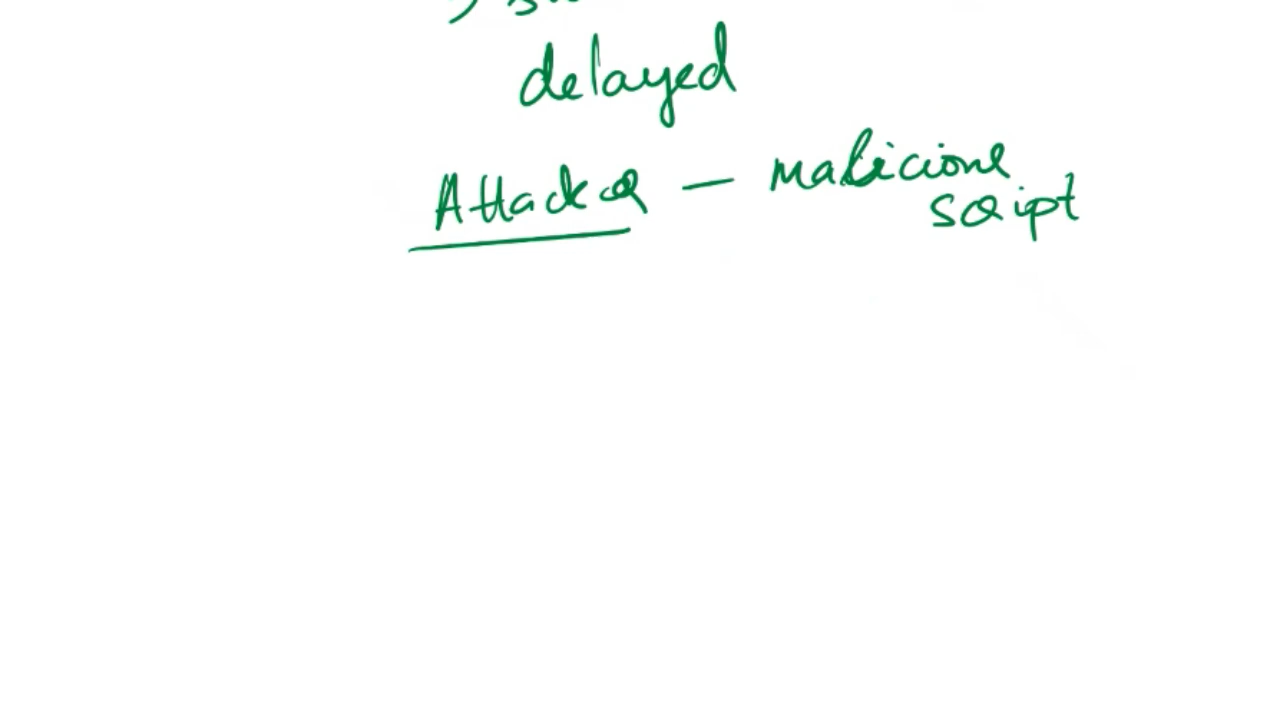 delayed
Attacker — malicious
script